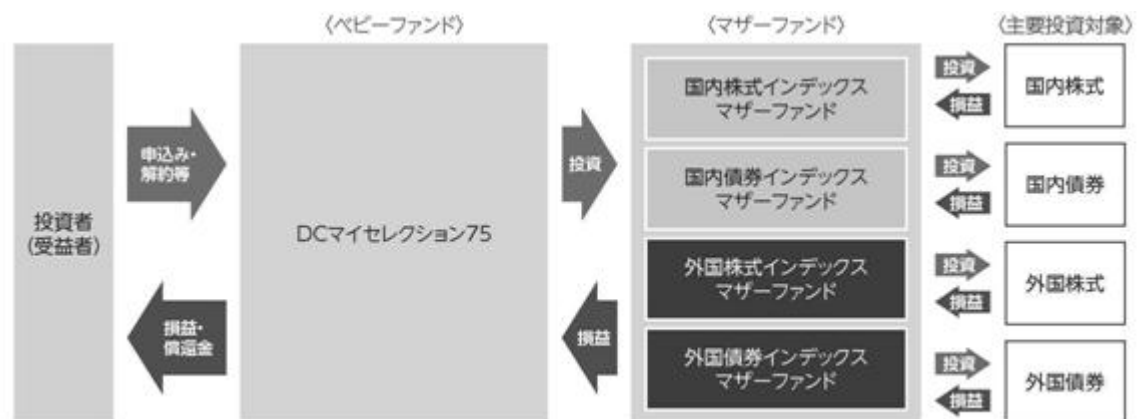 〈ベビーファンド〉
〈マザーファンド〉
〈主要投資対象〉
投資者
(受益者)
申込み・
解約等
損益・
償還金
DCマイセレクション75
投資
損益
国内株式インデックス
マザーファンド
国内債券インデックス
マザーファンド
外国株式インデックス
マザーファンド
外国債券インデックス
マザーファンド
投資
損益
国内株式
投資
損益
国内債券
投資
損益
外国株式
投資
損益
外国債券